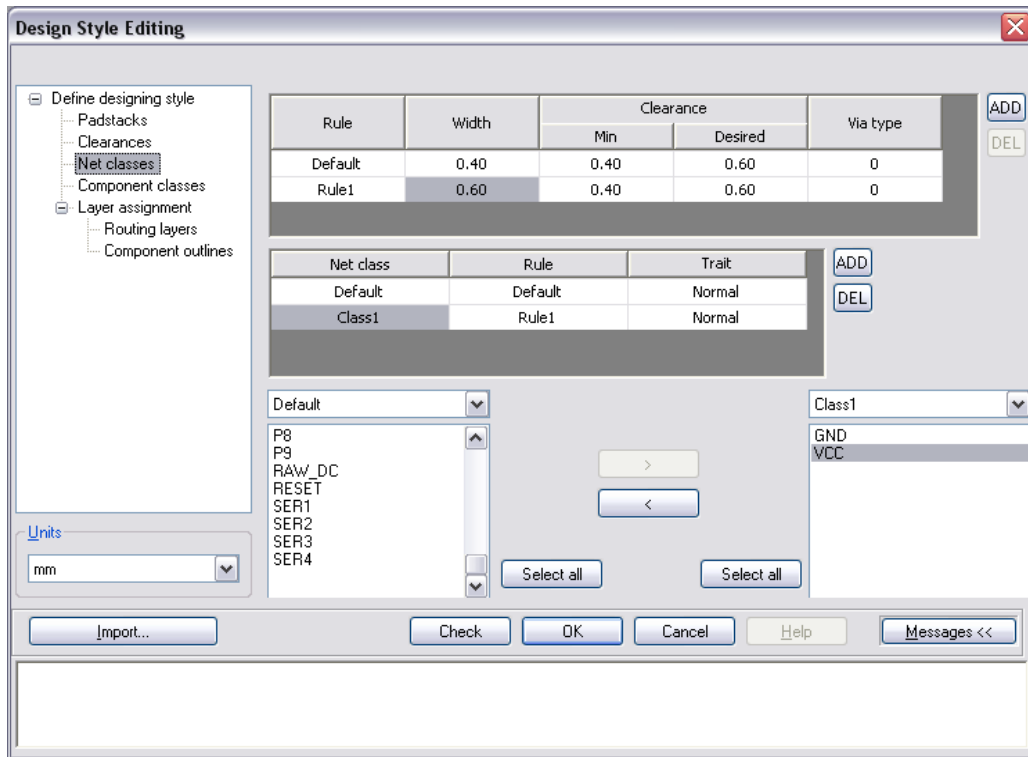 Design Style Editing
Define designing style
Padstacks
Clearances
Net classes
Component classes
Layer assignment
Routing layers
Component outlines
Units
mm
Rule Width Clearance Via type
Min Desired
Default 0.40 0.40 0.60 0
Rule1 0.60 0.40 0.60 0
ADD
DEL
Net class Rule Trait
Default Default Normal
Class1 Rule1 Normal
ADD
DEL
Default
P8
P9
RAW_DC
RESET
SER1
SER2
SER3
SER4
>
<
Select all
Select all
Class1
GND
VCC
Import... Check OK Cancel Help Messages <<